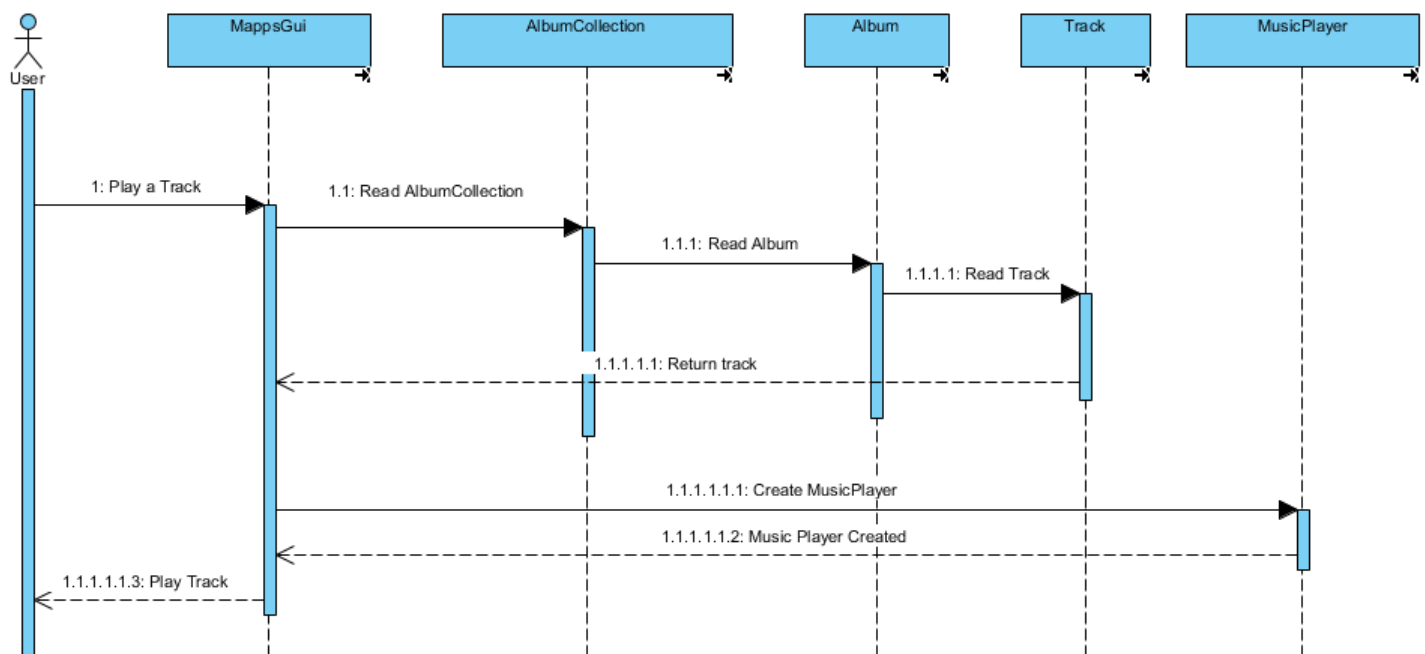 User
MappsGui
AlbumCollection
Album
Track
MusicPlayer
1: Play a Track
1.1: Read AlbumCollection
1.1.1: Read Album
1.1.1.1: Read Track
1.1.1.1.1: Return track
1.1.1.1.1.1: Create MusicPlayer
1.1.1.1.1.2: Music Player Created
1.1.1.1.1.3: Play Track